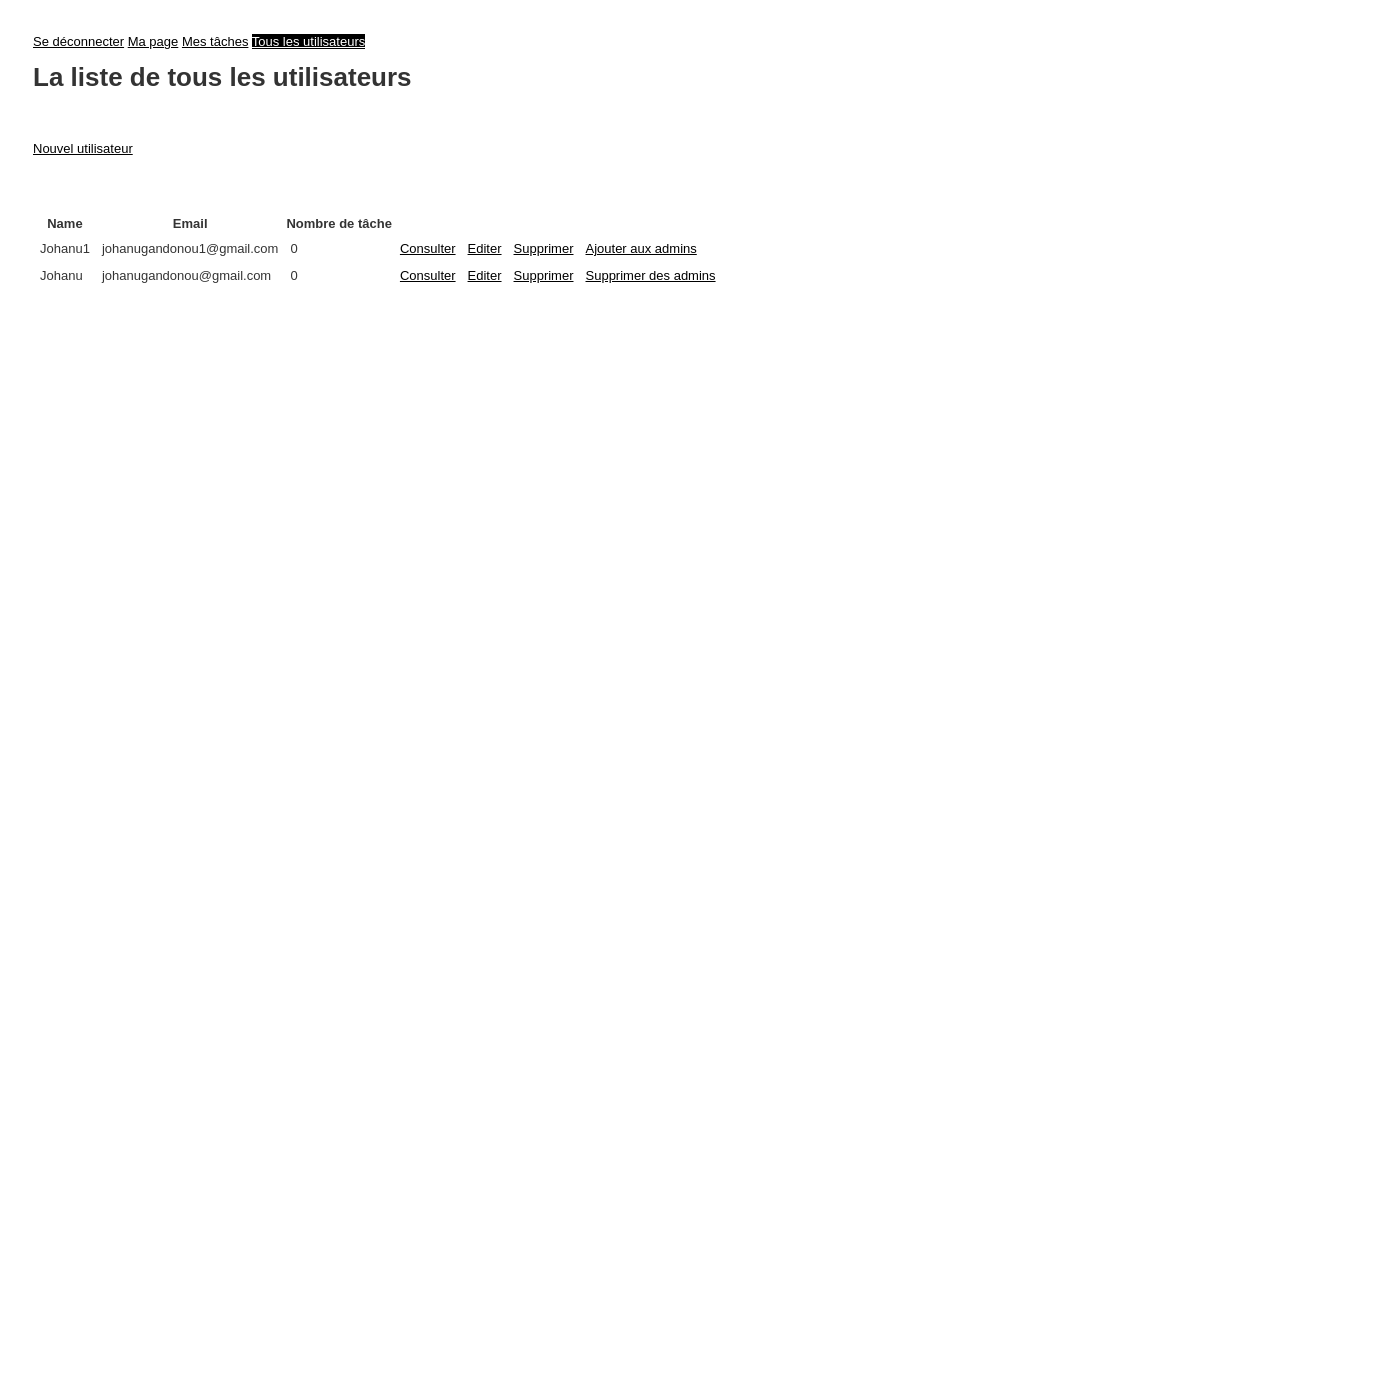 Se déconnecter Ma page Mes tâches Tous les utilisateurs
La liste de tous les utilisateurs
Nouvel utilisateur
Name Email Nombre de tâche
Johanu1 johanugandonou1@gmail.com 0 Consulter Editer Supprimer Ajouter aux admins
Johanu johanugandonou@gmail.com 0 Consulter Editer Supprimer Supprimer des admins